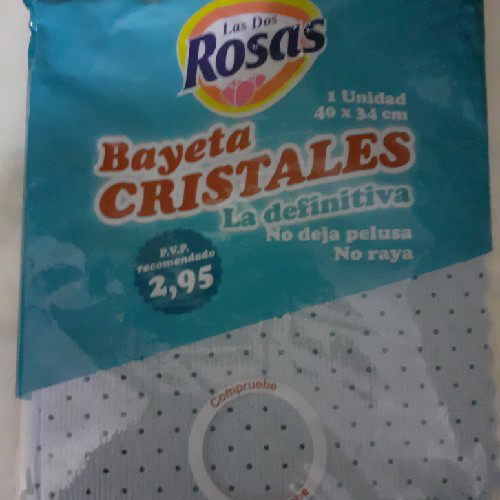 Las Dos
Rosas
1 Unidad
40 x 34 cm
Bayeta
CRISTALES
La definitiva
No deja pelusa
No raya
P.V.P.
recomendado
2,95
Compruebe